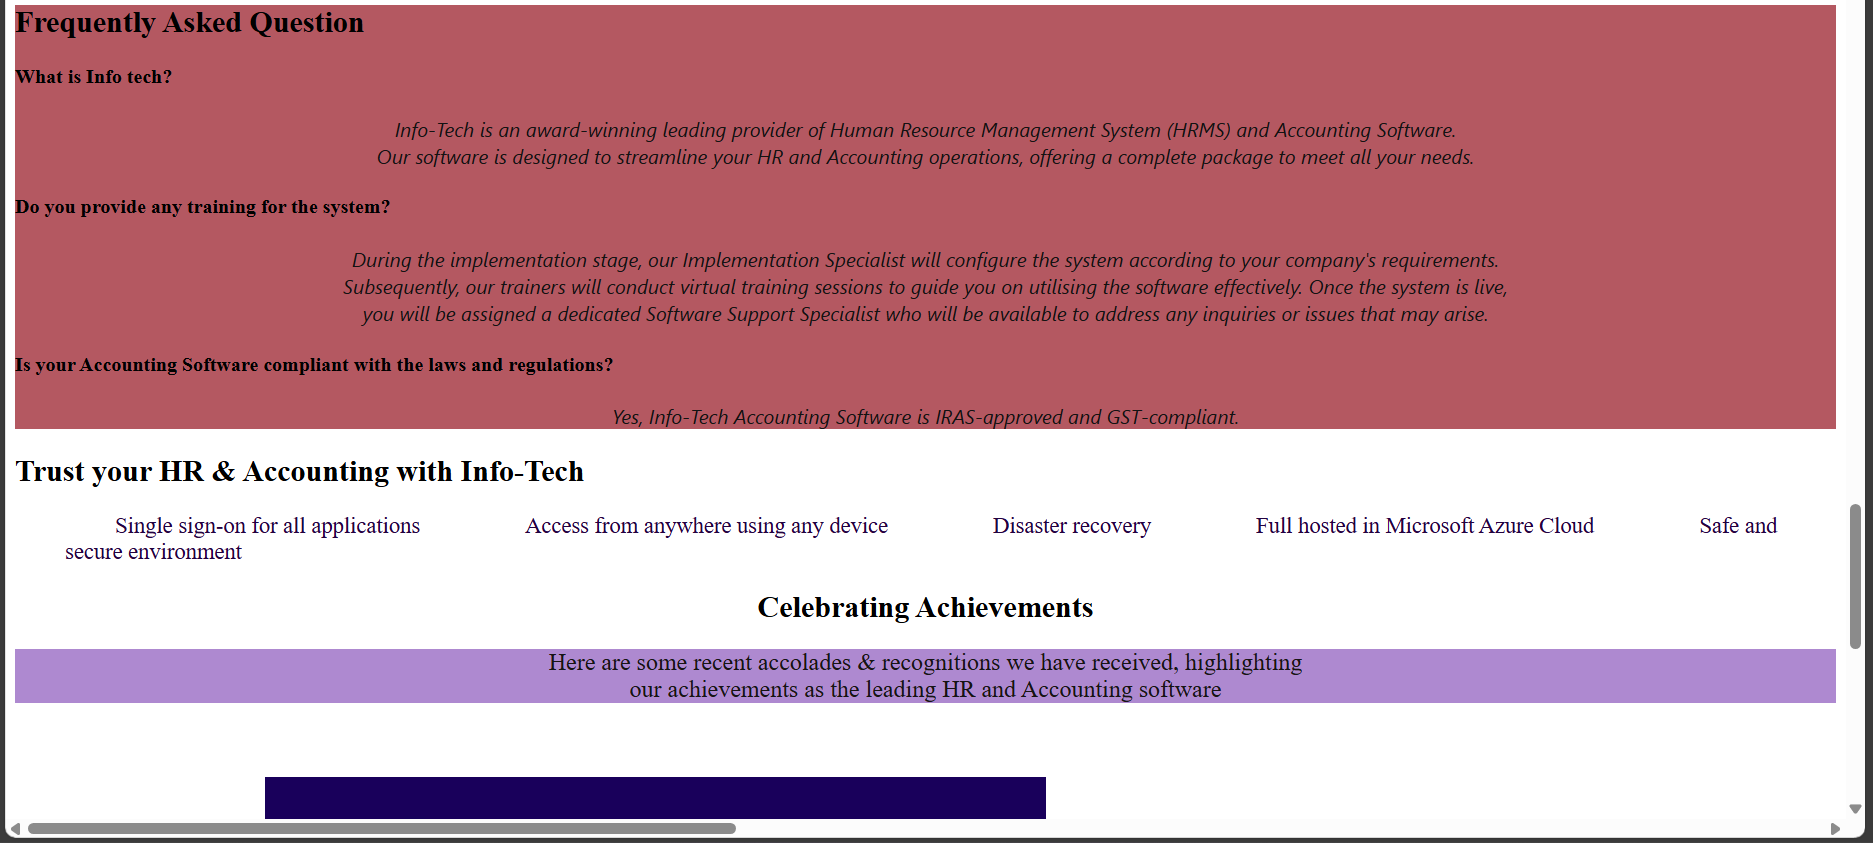 Frequently Asked Question
What is Info tech?
Info-Tech is an award-winning leading provider of Human Resource Management System (HRMS) and Accounting Software.
Our software is designed to streamline your HR and Accounting operations, offering a complete package to meet all your needs.
Do you provide any training for the system?
During the implementation stage, our Implementation Specialist will configure the system according to your company's requirements.
Subsequently, our trainers will conduct virtual training sessions to guide you on utilising the software effectively. Once the system is live,
you will be assigned a dedicated Software Support Specialist who will be available to address any inquiries or issues that may arise.
Is your Accounting Software compliant with the laws and regulations?
Yes, Info-Tech Accounting Software is IRAS-approved and GST-compliant.
Trust your HR & Accounting with Info-Tech
Single sign-on for all applications Access from anywhere using any device Disaster recovery Full hosted in Microsoft Azure Cloud Safe and
secure environment
Celebrating Achievements
Here are some recent accolades & recognitions we have received, highlighting
our achievements as the leading HR and Accounting software